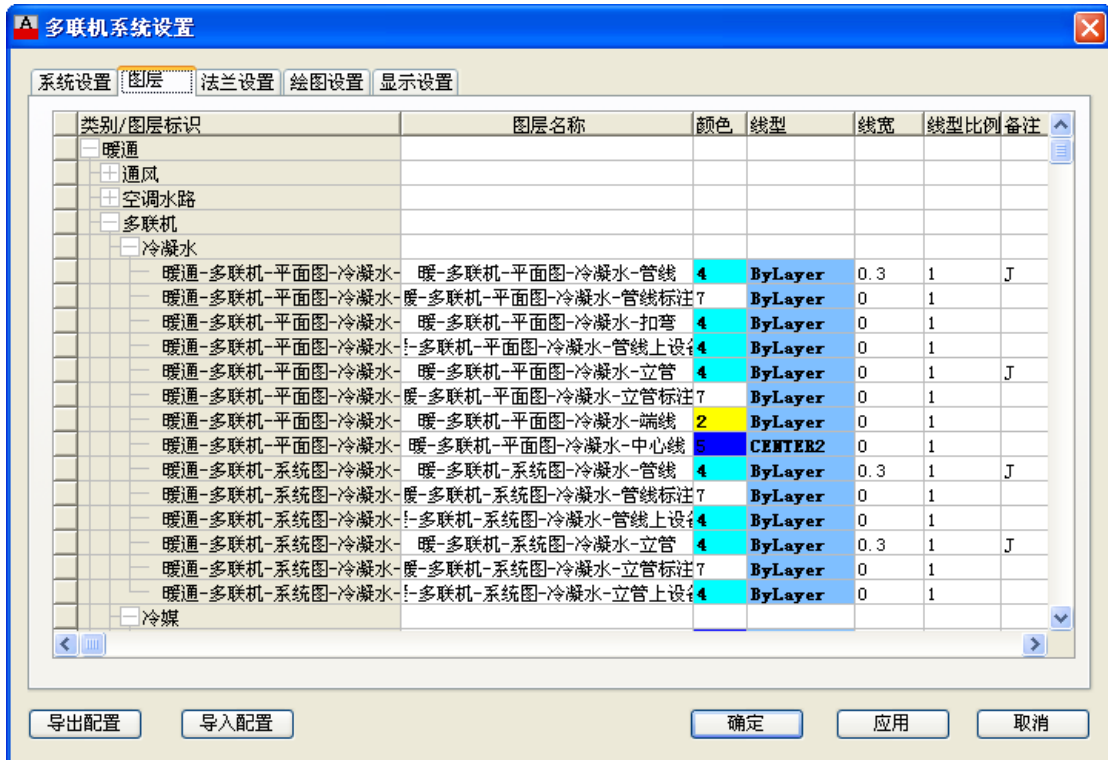 多联机系统设置
系统设置 图层 法兰设置 绘图设置 显示设置
类别/图层标识 图层名称 颜色 线型 线宽 线型比例 备注
暖通
通风
空调水路
多联机
冷凝水
暖通-多联机-平面图-冷凝水- 暖-多联机-平面图-冷凝水-管线 4 ByLayer 0.3 1 J
暖通-多联机-平面图-冷凝水- 暖-多联机-平面图-冷凝水-管线标注 7 ByLayer 0 1
暖通-多联机-平面图-冷凝水- 暖-多联机-平面图-冷凝水-扣弯 4 ByLayer 0 1
暖通-多联机-平面图-冷凝水- -多联机-平面图-冷凝水-管线上设 4 ByLayer 0 1
暖通-多联机-平面图-冷凝水- 暖-多联机-平面图-冷凝水-立管 4 ByLayer 0 1 J
暖通-多联机-平面图-冷凝水- 暖-多联机-平面图-冷凝水-立管标注 7 ByLayer 0 1
暖通-多联机-平面图-冷凝水- 暖-多联机-平面图-冷凝水-端线 2 ByLayer 0 1
暖通-多联机-平面图-冷凝水- 暖-多联机-平面图-冷凝水-中心线 5 CENTER2 0 1
暖通-多联机-系统图-冷凝水- 暖-多联机-系统图-冷凝水-管线 4 ByLayer 0.3 1 J
暖通-多联机-系统图-冷凝水- 暖-多联机-系统图-冷凝水-管线标注 7 ByLayer 0 1
暖通-多联机-系统图-冷凝水- -多联机-系统图-冷凝水-管线上设 4 ByLayer 0 1
暖通-多联机-系统图-冷凝水- 暖-多联机-系统图-冷凝水-立管 4 ByLayer 0.3 1 J
暖通-多联机-系统图-冷凝水- 暖-多联机-系统图-冷凝水-立管标注 7 ByLayer 0 1
暖通-多联机-系统图-冷凝水- -多联机-系统图-冷凝水-立管上设 4 ByLayer 0 1
冷媒
导出配置 导入配置 确定 应用 取消